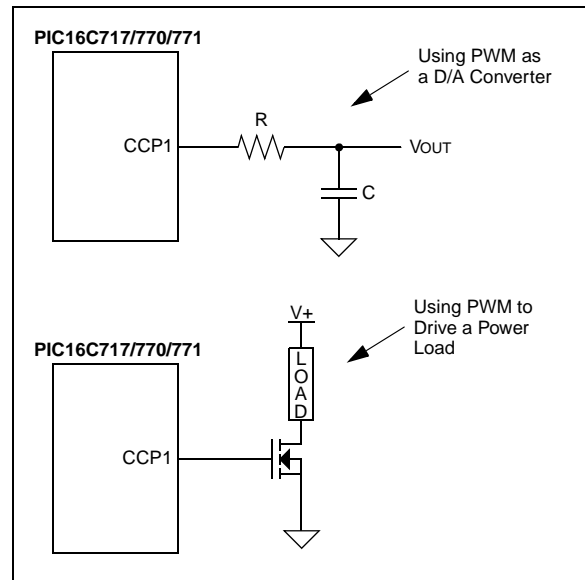 PIC16C717/770/771
Using PWM as
a D/A Converter
R
CCP1
VOUT
C
V+
Using PWM to
Drive a Power
Load
PIC16C717/770/771
LOAD
CCP1